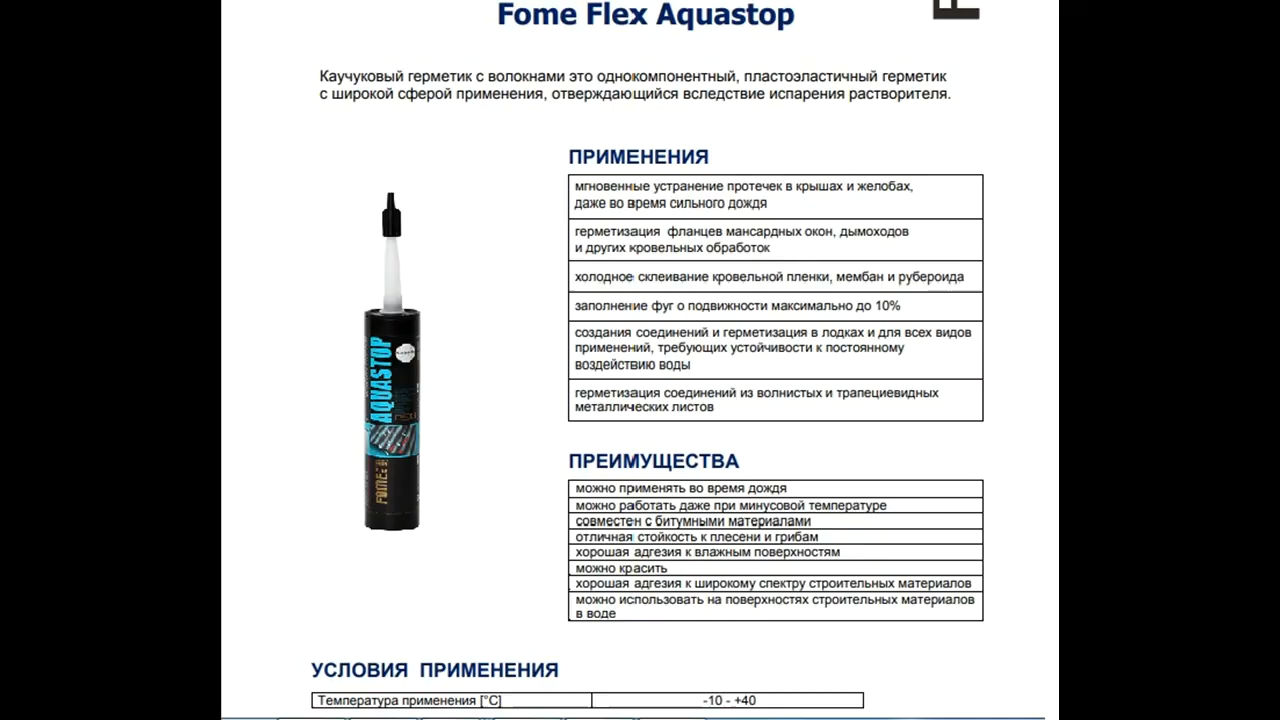 Fome Flex Aquastop
F
Каучуковый герметик с волокнами это однокомпонентный, пластоэластичный герметик
с широкой сферой применения, отверждающийся вследствие испарения растворителя.
ПРИМЕНЕНИЯ
мгновенные устранение протечек в крышах и желобах,
даже во время сильного дождя
герметизация фланцев мансардных окон, дымоходов
и других кровельных обработок
холодное склеивание кровельной пленки, мембан и рубероида
заполнение фуг о подвижности максимально до 10%
создания соединений и герметизация в лодках и для всех видов
применений, требующих устойчивости к постоянному
воздействию воды
герметизация соединений из волнистых и трапециевидных
металлических листов
AQUASTOP
FOME
ПРЕИМУЩЕСТВА
можно применять во время дождя
можно работать даже при минусовой температуре
совместен с битумными материалами
отличная стойкость к плесени и грибам
хорошая адгезия к влажным поверхностям
можно красить
хорошая адгезия к широкому спектру строительных материалов
можно использовать на поверхностях строительных материалов
в воде
УСЛОВИЯ ПРИМЕНЕНИЯ
Температура применения [°C] -10 - +40